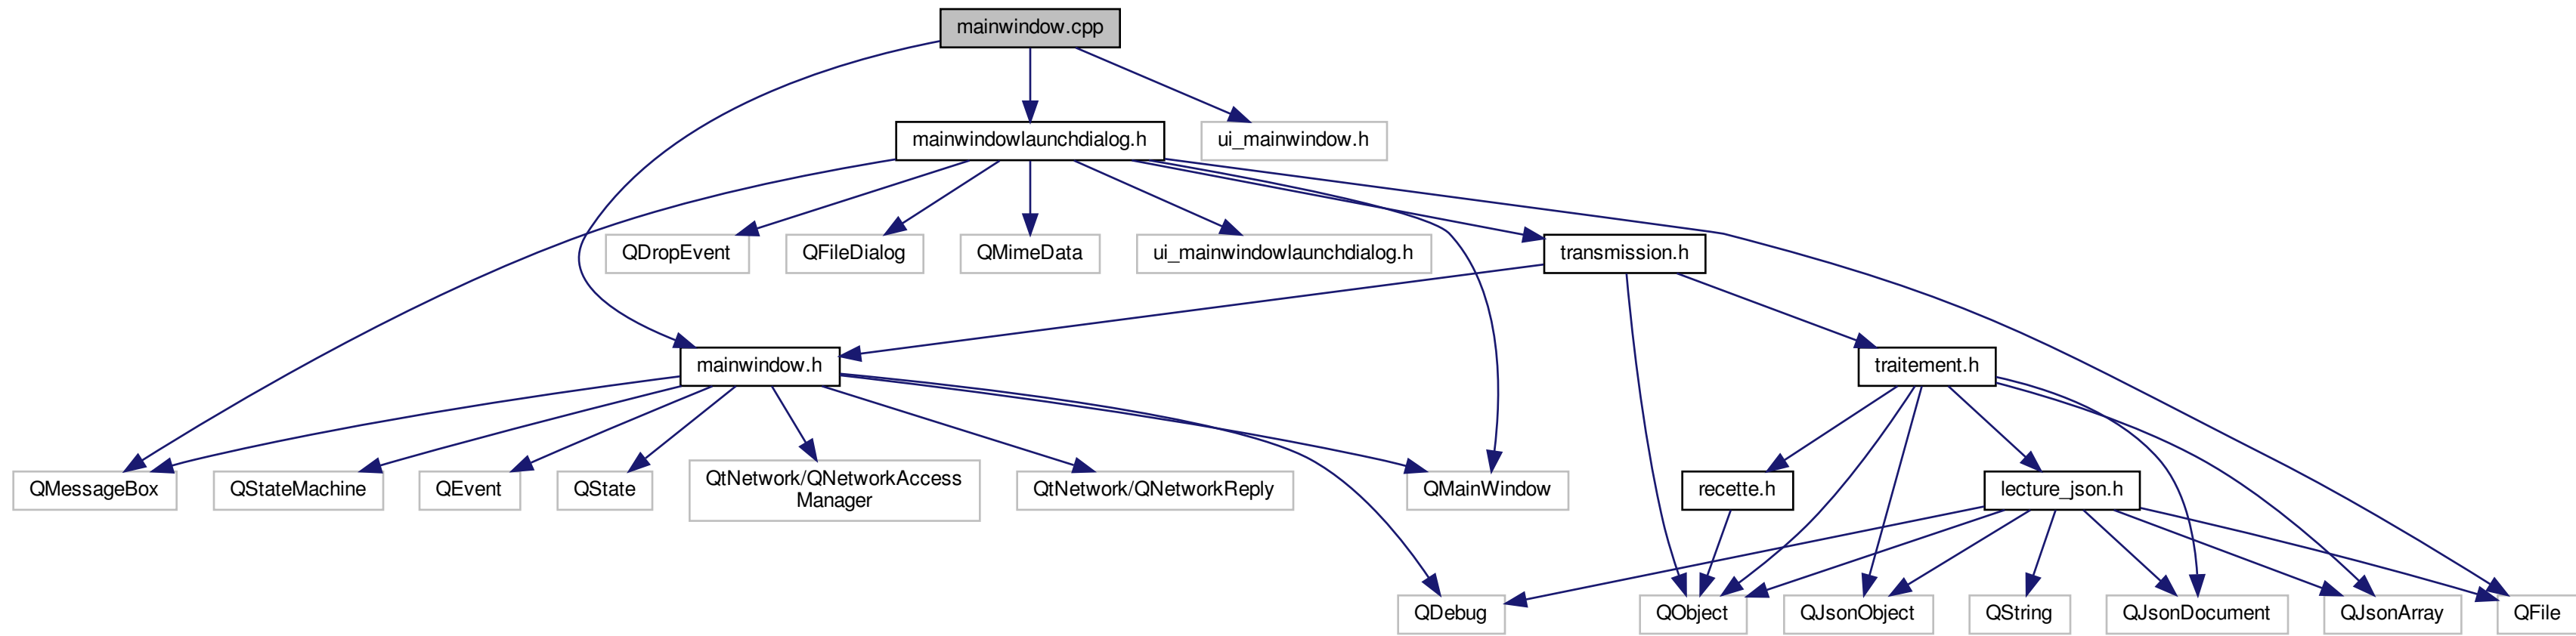 mainwindow.cpp
mainwindowlaunchdialog.h
ui_mainwindow.h
QDropEvent
QFileDialog
QMimeData
ui_mainwindowlaunchdialog.h
transmission.h
mainwindow.h
traitement.h
QMessageBox
QStateMachine
QEvent
QState
QtNetwork/QNetworkAccess
Manager
QtNetwork/QNetworkReply
QMainWindow
recette.h
lecture_json.h
QDebug
QObject
QJsonObject
QString
QJsonDocument
QJsonArray
QFile